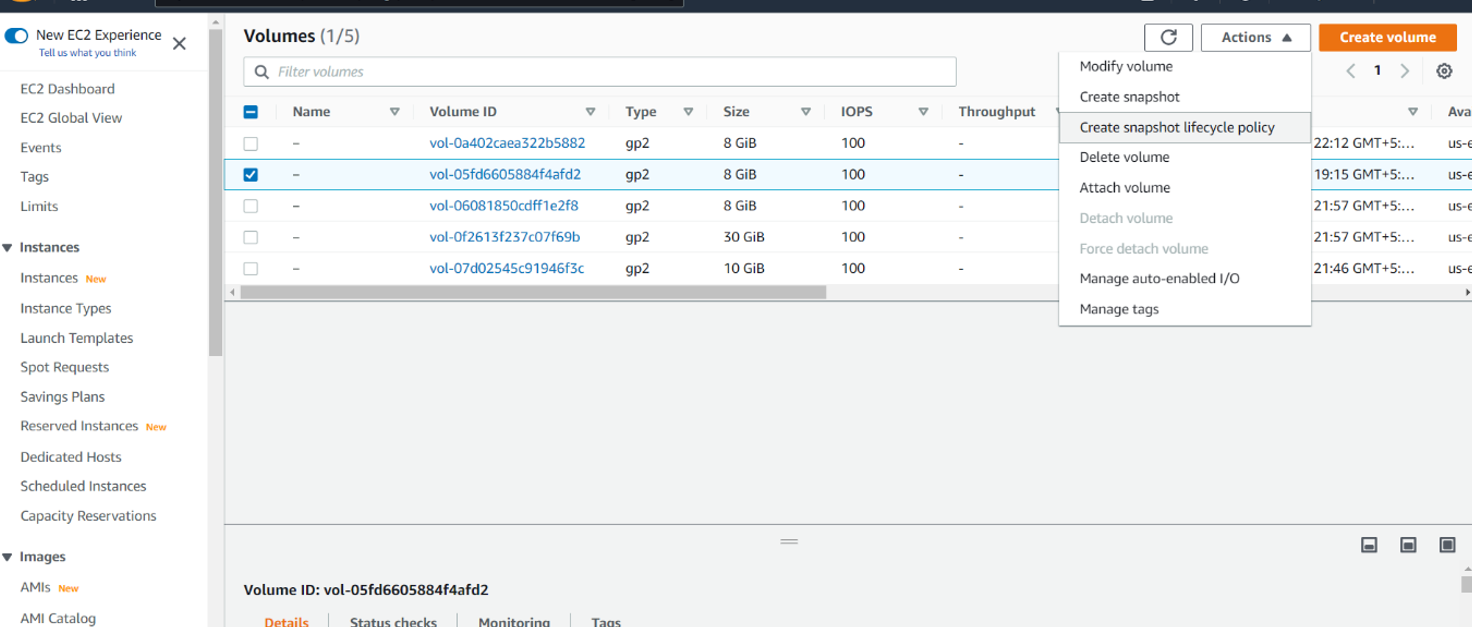 New EC2 Experience
Tell us what you think
EC2 Dashboard
EC2 Global View
Events
Tags
Limits
Instances
Instances New
Instance Types
Launch Templates
Spot Requests
Savings Plans
Reserved Instances New
Dedicated Hosts
Scheduled Instances
Capacity Reservations
Images
AMIs New
AMI Catalog
Volumes (1/5)
Actions
Create volume
Filter volumes
1
Modify volume
Create snapshot
Create snapshot lifecycle policy
Delete volume
Attach volume
Detach volume
Force detach volume
Manage auto-enabled I/O
Manage tags
Name Volume ID Type Size IOPS Throughput Ava
– vol-0a402caea322b5882 gp2 8 GiB 100 - 22:12 GMT+5:... us-e
– vol-05fd6605884f4afd2 gp2 8 GiB 100 - 19:15 GMT+5:... us-e
– vol-06081850cdff1e2f8 gp2 8 GiB 100 - 21:57 GMT+5:... us-e
– vol-0f2613f237c07f69b gp2 30 GiB 100 - 21:57 GMT+5:... us-e
– vol-07d02545c91946f3c gp2 10 GiB 100 - 21:46 GMT+5:... us-e
Volume ID: vol-05fd6605884f4afd2
Details Status checks Monitoring Tags